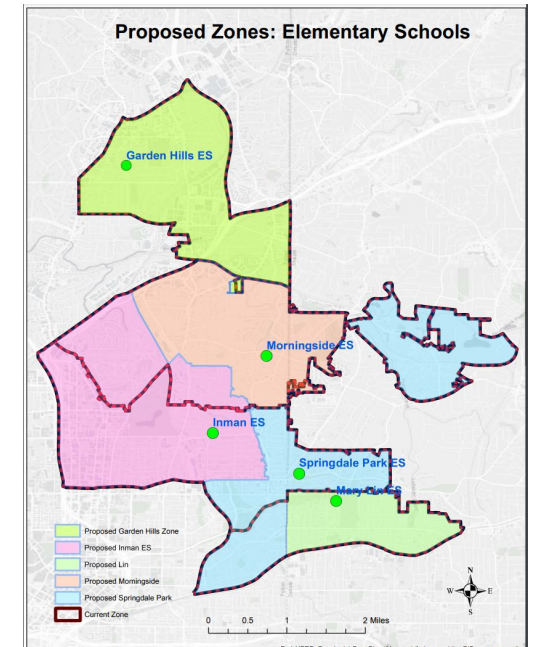 Proposed Zones: Elementary Schools
Garden Hills ES
Morningside ES
Inman ES
Springdale Park ES
Mary Lin ES
Proposed Garden Hills Zone
Proposed Inman ES
Proposed Lin
Proposed Morningside
Proposed Springdale Park
Current Zone
N
W E
S
0 0.5 1 2 Miles